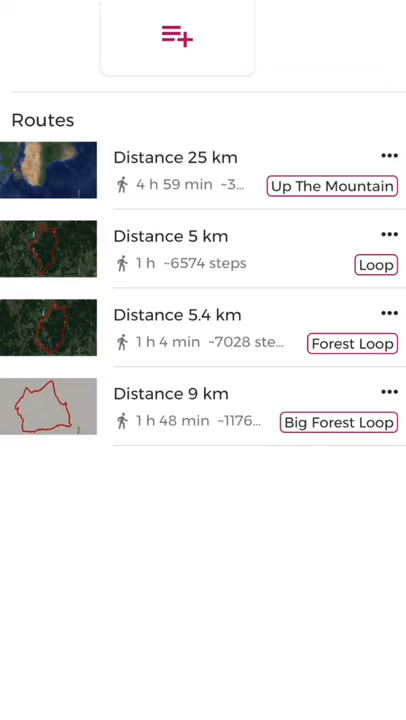 Routes
Distance 25 km
4 h 59 min ~3...
Up The Mountain
Distance 5 km
1 h ~6574 steps
Loop
Distance 5.4 km
1 h 4 min ~7028 ste...
Forest Loop
Distance 9 km
1 h 48 min ~1176...
Big Forest Loop